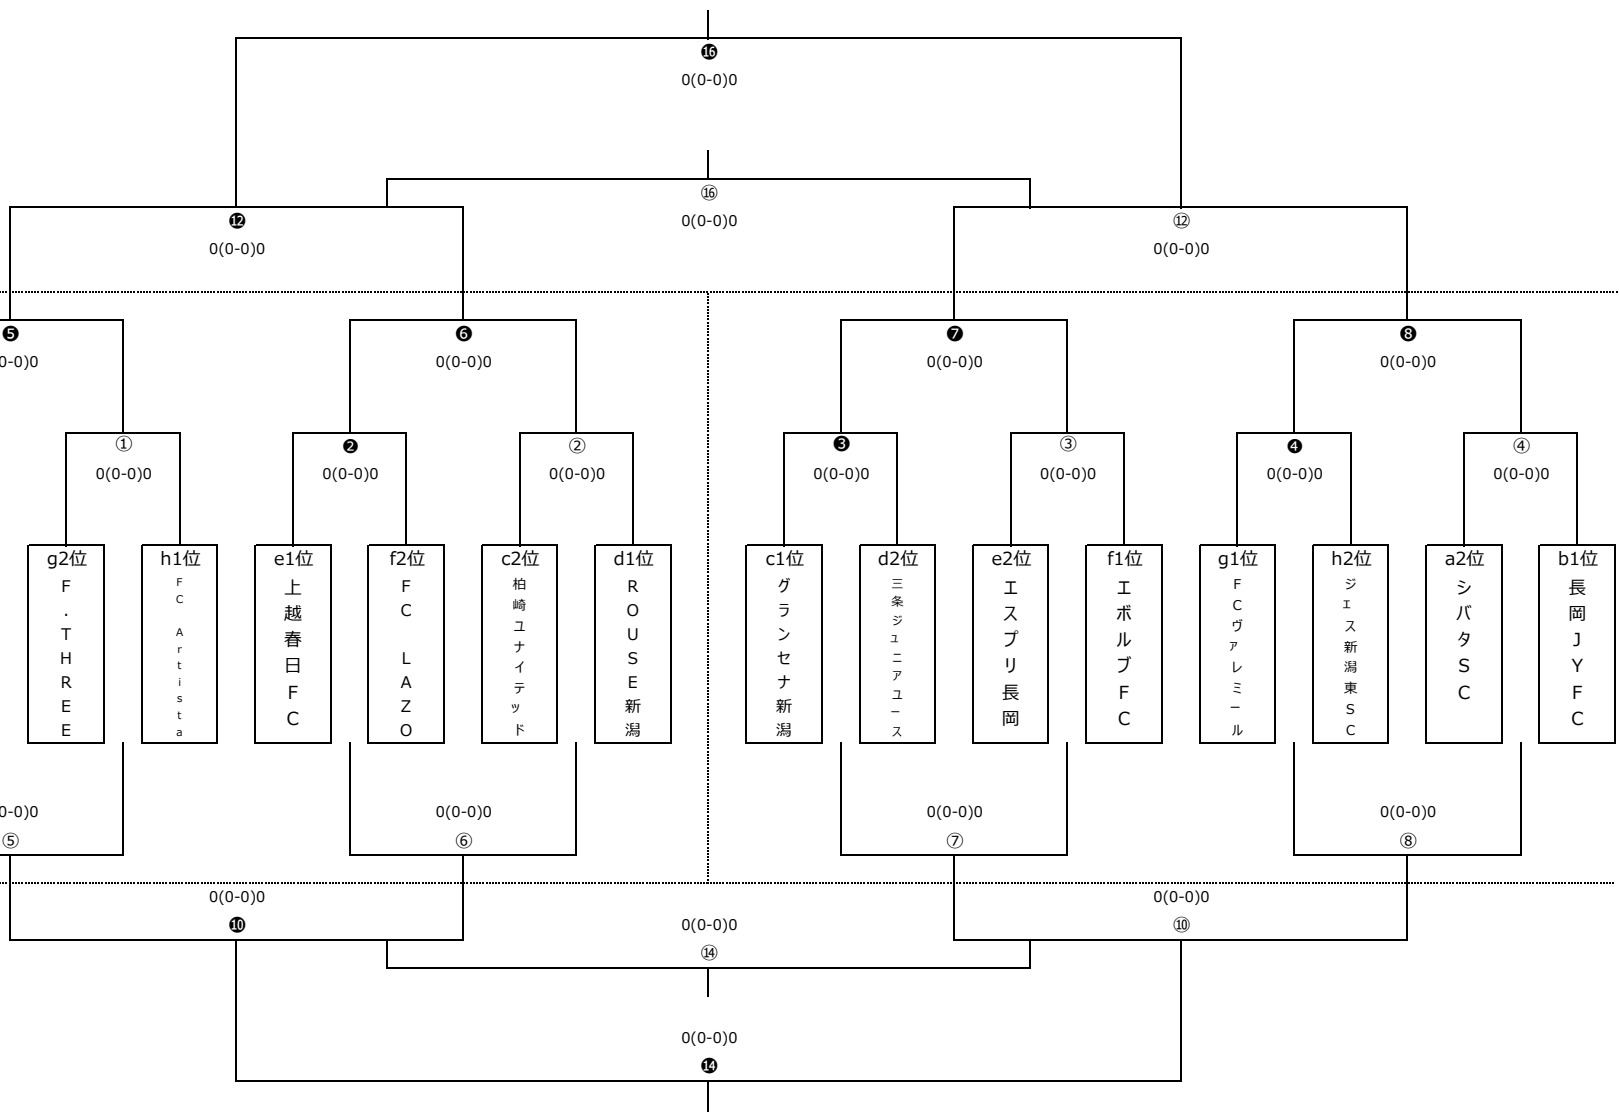 ⓰
0(0-0)0
⑯
0(0-0)0
⓬
0(0-0)0
⑫
0(0-0)0
❺
0-0)0
❻
0(0-0)0
❼
0(0-0)0
❽
0(0-0)0
①
0(0-0)0
❷
0(0-0)0
②
0(0-0)0
❸
0(0-0)0
③
0(0-0)0
❹
0(0-0)0
④
0(0-0)0
g2位
F.THREE
h1位
FC Artista
e1位
上越春日FC
f2位
FC LAZO
c2位
柏崎ユナイテッド
d1位
ROUSE新潟
c1位
グランセナ新潟
d2位
三条ジュニアユース
e2位
エスプリ長岡
f1位
エボルブFC
g1位
FCヴァレミール
h2位
ジェス新潟東SC
a2位
シバタSC
b1位
長岡JYFC
0-0)0
⑤
0(0-0)0
⑥
0(0-0)0
⑦
0(0-0)0
⑧
0(0-0)0
❿
0(0-0)0
⑩
0(0-0)0
⑭
0(0-0)0
⓮